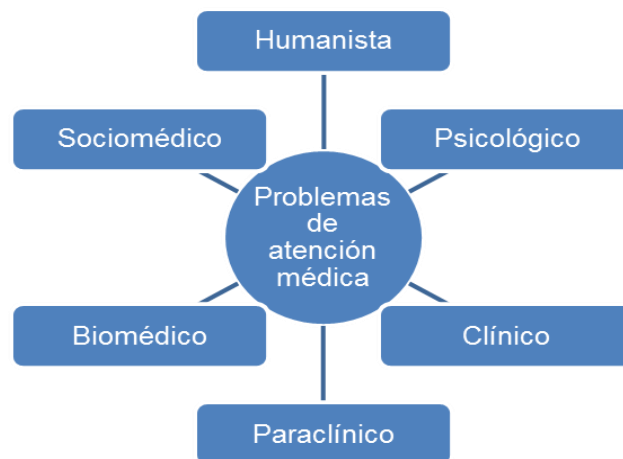 Humanista
Sociomédico
Psicológico
Problemas
de
atención
médica
Biomédico
Clínico
Paraclínico